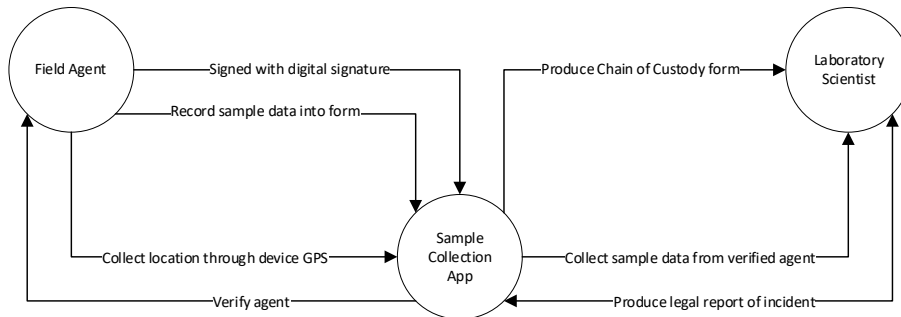 Field Agent
Signed with digital signature
Produce Chain of Custody form
Laboratory
Scientist
Record sample data into form
Sample
Collection
App
Collect location through device GPS
Collect sample data from verified agent
Verify agent
Produce legal report of incident